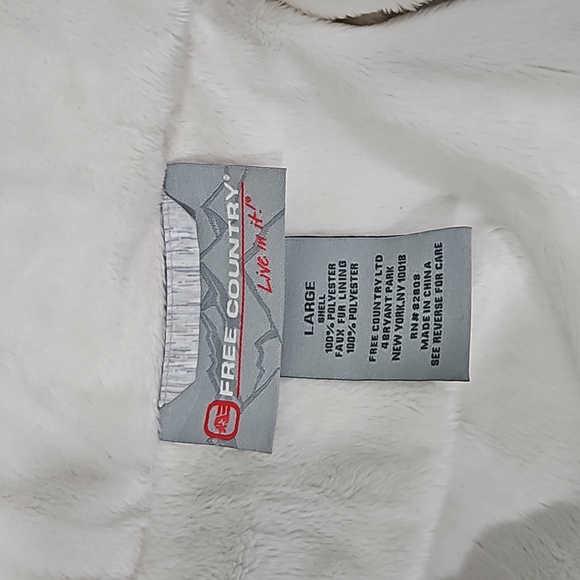 FREE COUNTRY®
Live in it!®
LARGE
SHELL
100% POLYESTER
FAUX FUR LINING
100% POLYESTER
FREE COUNTRY LTD
4 BRYANT PARK
NEW YORK.NY 10018
RN# 82808
MADE IN CHINA
SEE REVERSE FOR CARE